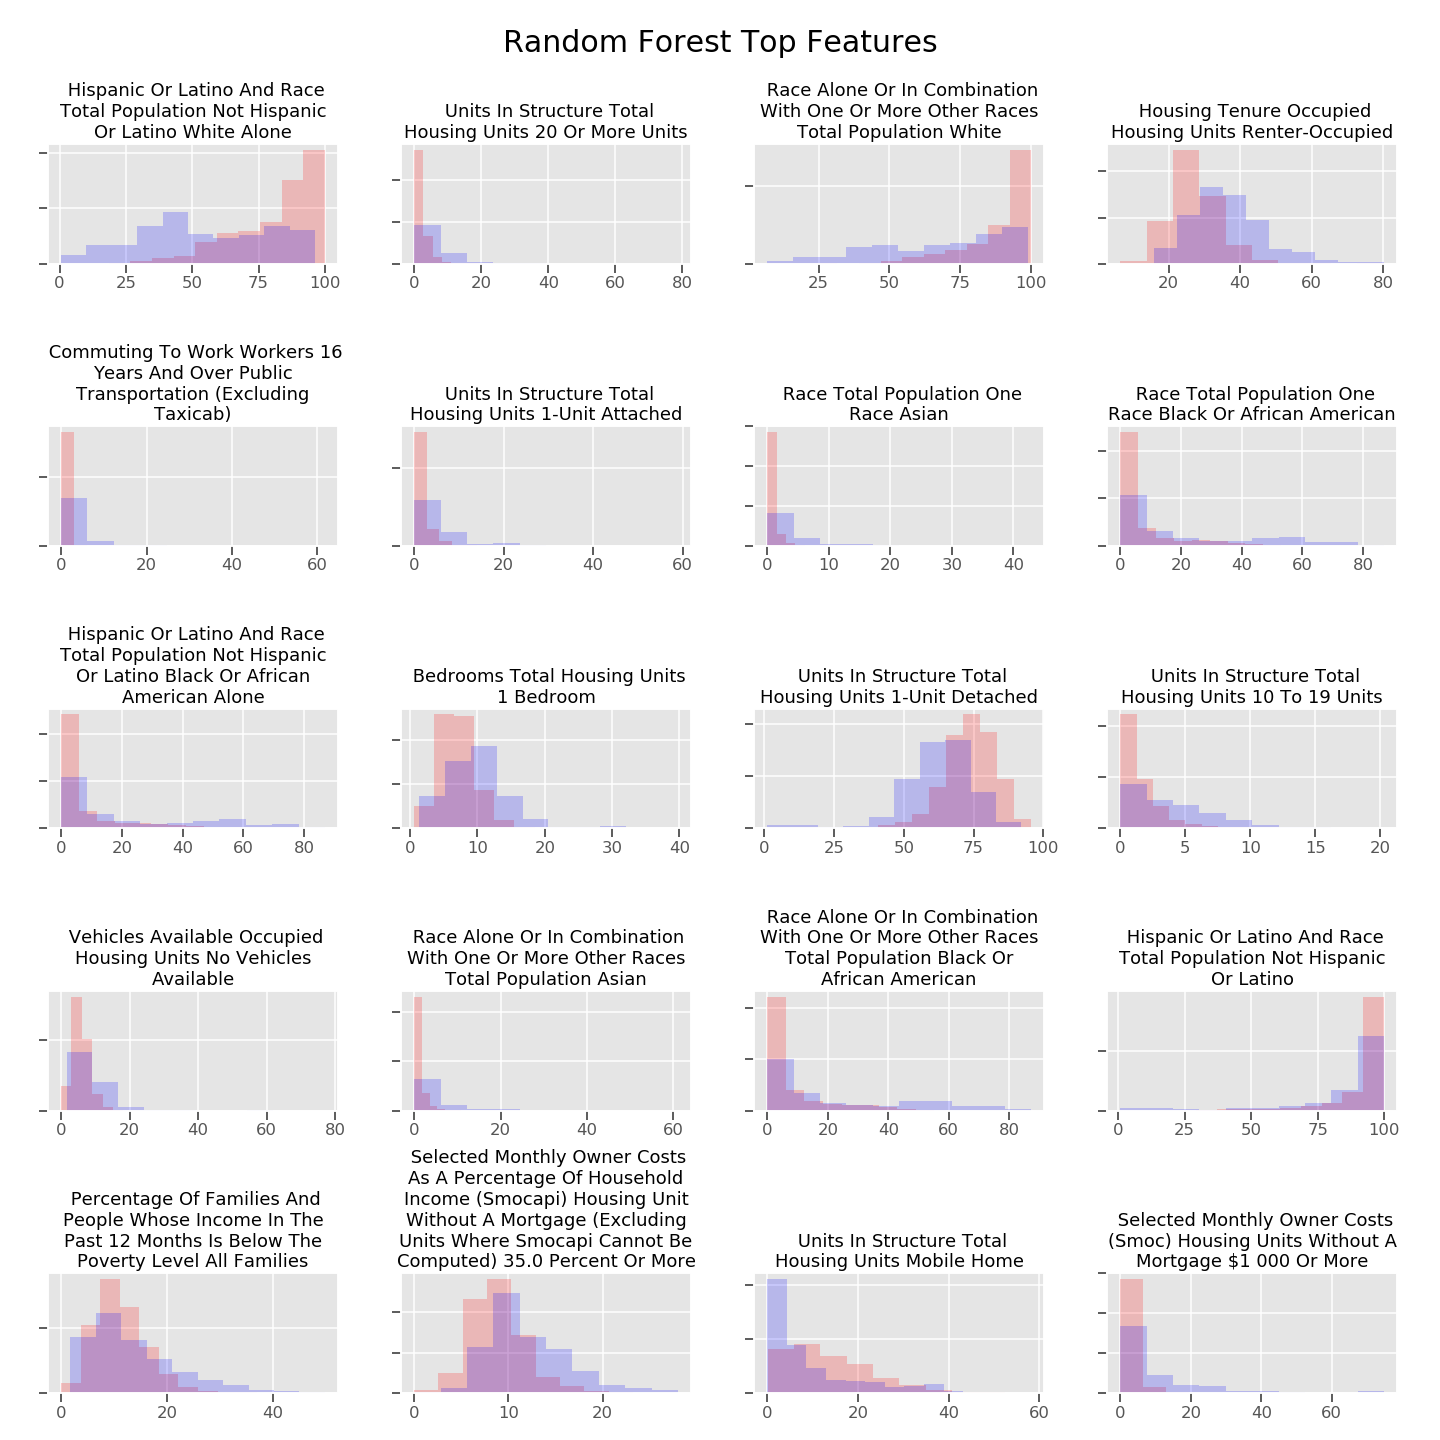 Random Forest Top Features
Hispanic Or Latino And Race
Total Population Not Hispanic
Or Latino White Alone
0 25 50 75 100
Units In Structure Total
Housing Units 20 Or More Units
0 20 40 60 80
Race Alone Or In Combination
With One Or More Other Races
Total Population White
25 50 75 100
Housing Tenure Occupied
Housing Units Renter-Occupied
20 40 60 80
Commuting To Work Workers 16
Years And Over Public
Transportation (Excluding
Taxicab)
0 20 40 60
Units In Structure Total
Housing Units 1-Unit Attached
0 20 40 60
Race Total Population One
Race Asian
0 10 20 30 40
Race Total Population One
Race Black Or African American
0 20 40 60 80
Hispanic Or Latino And Race
Total Population Not Hispanic
Or Latino Black Or African
American Alone
0 20 40 60 80
Bedrooms Total Housing Units
1 Bedroom
0 10 20 30 40
Units In Structure Total
Housing Units 1-Unit Detached
0 25 50 75 100
Units In Structure Total
Housing Units 10 To 19 Units
0 5 10 15 20
Vehicles Available Occupied
Housing Units No Vehicles
Available
0 20 40 60 80
Race Alone Or In Combination
With One Or More Other Races
Total Population Asian
0 20 40 60
Race Alone Or In Combination
With One Or More Other Races
Total Population Black Or
African American
0 20 40 60 80
Hispanic Or Latino And Race
Total Population Not Hispanic
Or Latino
0 25 50 75 100
Percentage Of Families And
People Whose Income In The
Past 12 Months Is Below The
Poverty Level All Families
0 20 40
Selected Monthly Owner Costs
As A Percentage Of Household
Income (Smocapi) Housing Unit
Without A Mortgage (Excluding
Units Where Smocapi Cannot Be
Computed) 35.0 Percent Or More
0 10 20
Units In Structure Total
Housing Units Mobile Home
0 20 40 60
Selected Monthly Owner Costs
(Smoc) Housing Units Without A
Mortgage $1 000 Or More
0 20 40 60